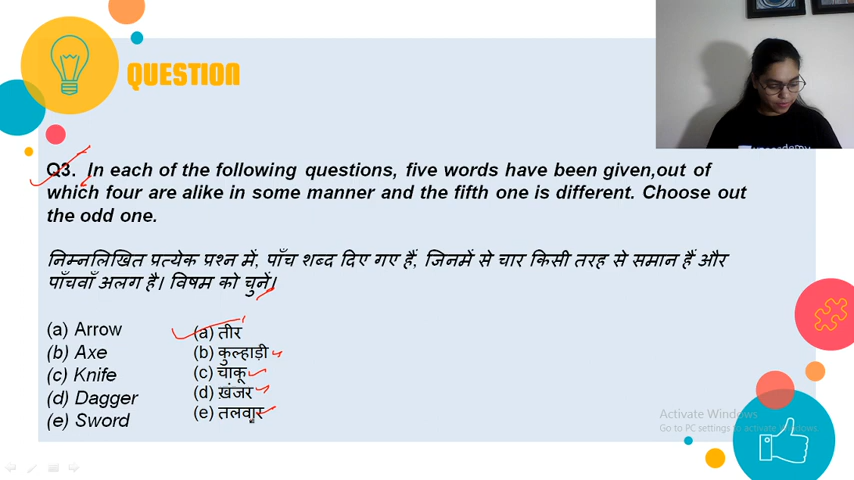 QUESTION
Q3. In each of the following questions, five words have been given,out of
which four are alike in some manner and the fifth one is different. Choose out
the odd one.
निम्नलिखित प्रत्येक प्रश्न में, पाँच शब्द दिए गए हैं, जिनमें से चार किसी तरह से समान हैं और
पाँचवाँ अलग है। विषम को चुनें।
(a) Arrow
(b) Axe
(c) Knife
(d) Dagger
(e) Sword
(a) तीर
(b) कुल्हाड़ी
(c) चाकू
(d) ख़ंजर
(e) तलवार
Activate Windows
Go to PC settings to activate Windows.